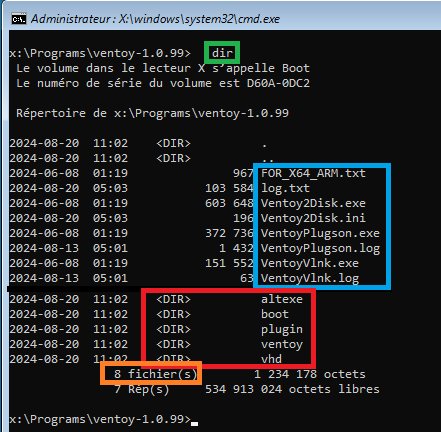 Administrateur : X:\windows\system32\cmd.exe
x:\Programs\ventoy-1.0.99> dir
Le volume dans le lecteur X s'appelle Boot
Le numéro de série du volume est D60A-0DC2
Répertoire de x:\Programs\ventoy-1.0.99
2024-08-20 11:02 <DIR> .
2024-08-20 11:02 <DIR> ..
2024-06-08 01:19 967 FOR_X64_ARM.txt
2024-08-20 05:03 103 584 log.txt
2024-06-08 01:19 603 648 Ventoy2Disk.exe
2024-08-20 05:03 196 Ventoy2Disk.ini
2024-06-08 01:19 372 736 VentoyPlugson.exe
2024-08-13 05:01 1 432 VentoyPlugson.log
2024-06-08 01:19 151 552 VentoyVlnk.exe
2024-08-13 05:01 63 VentoyVlnk.log
2024-08-20 11:02 <DIR> altexe
2024-08-20 11:02 <DIR> boot
2024-08-20 11:02 <DIR> plugin
2024-08-20 11:02 <DIR> ventoy
2024-08-20 11:02 <DIR> vhd
8 fichier(s) 1 234 178 octets
7 Rép(s) 534 913 024 octets libres
x:\Programs\ventoy-1.0.99>